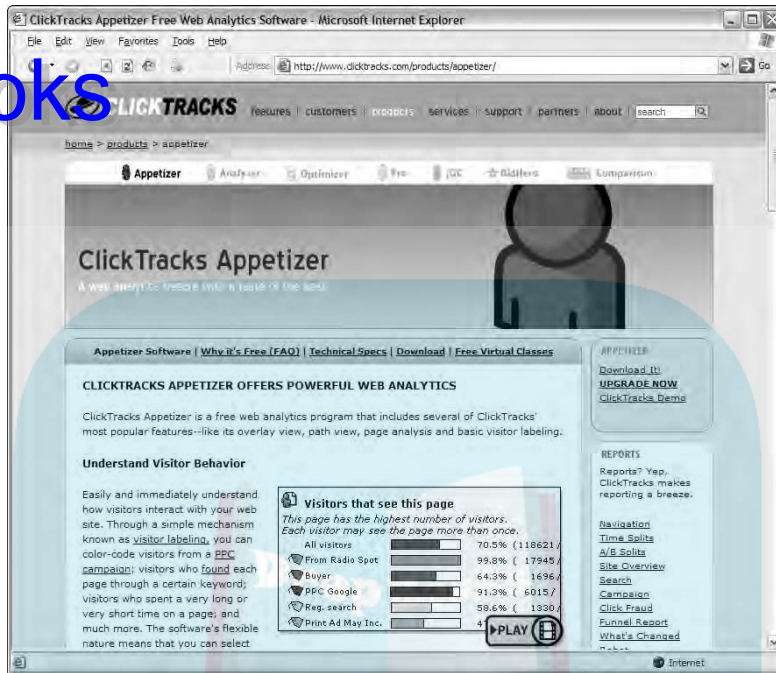 ClickTracks Appetizer Free Web Analytics Software - Microsoft Internet Explorer
File Edit View Favorites Tools Help
Address http://www.clicktracks.com/products/appetizer/ Go
oks
CLICKTRACKS features customers products services support partners about search
home > products > appetizer
Appetizer Analyzer Optimizer Pro JDC BidHero Comparison
ClickTracks Appetizer
Appetizer Software | Why it's Free (FAQ) | Technical Specs | Download | Free Virtual Classes
APPETIZER
Download It!
UPGRADE NOW
ClickTracks Demo
CLICKTRACKS APPETIZER OFFERS POWERFUL WEB ANALYTICS
ClickTracks Appetizer is a free web analytics program that includes several of ClickTracks'
most popular features--like its overlay view, path view, page analysis and basic visitor labeling.
Understand Visitor Behavior
Easily and immediately understand
how visitors interact with your web
site. Through a simple mechanism
known as visitor labeling, you can
color-code visitors from a PPC
campaign; visitors who found each
page through a certain keyword;
visitors who spent a very long or
very short time on a page; and
much more. The software's flexible
nature means that you can select
Visitors that see this page
This page has the highest number of visitors.
Each visitor may see the page more than once.
All visitors 70.5% (118621/
From Radio Spot 99.8% ( 17945/
Buyer 64.3% ( 1696/
PPC Google 91.3% ( 6015/
Reg. search 58.6% ( 1330/
Print Ad May Inc. 4
PLAY
REPORTS
Reports? Yep,
ClickTracks makes
reporting a breeze.
Navigation
Time Splits
A/B Splits
Site Overview
Search
Campaign
Click Fraud
Funnel Report
What's Changed
Robot
Internet